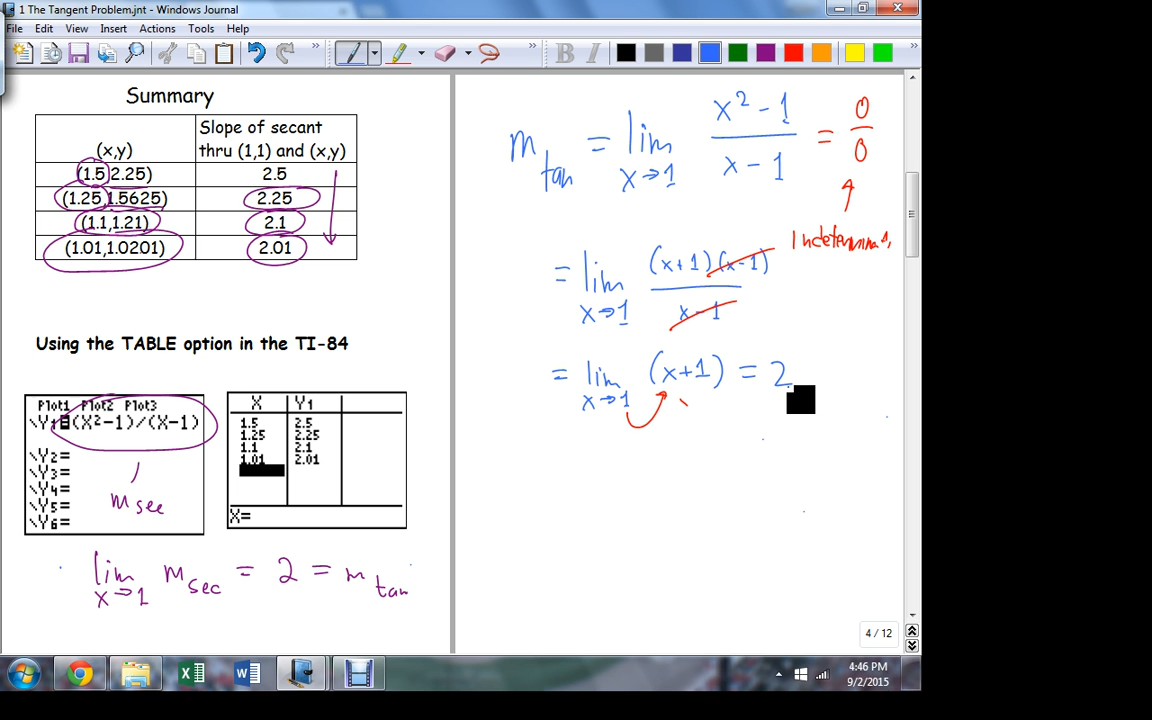 1 The Tangent Problem.jnt - Windows Journal
File Edit View Insert Actions Tools Help
B I
Summary
(x,y) Slope of secant thru (1,1) and (x,y)
(1.5,2.25) 2.5
(1.25,1.5625) 2.25
(1.1,1.21) 2.1
(1.01,1.0201) 2.01
Using the TABLE option in the TI-84
Plot1 Plot2 Plot3
\Y1=(X²-1)/(X-1)
\Y2=
\Y3=
\Y4=
\Y5=
\Y6=
m sec
X Y1
1.5 2.5
1.25 2.25
1.1 2.1
1.01 2.01
X=
lim x→1 m sec = 2 = m tan
m tan = lim x→1 (x² - 1)/(x - 1) = 0/0
= lim x→1 (x+1)(x-1)/(x-1)
= lim x→1 (x+1) = 2
4 / 12
4:46 PM
9/2/2015